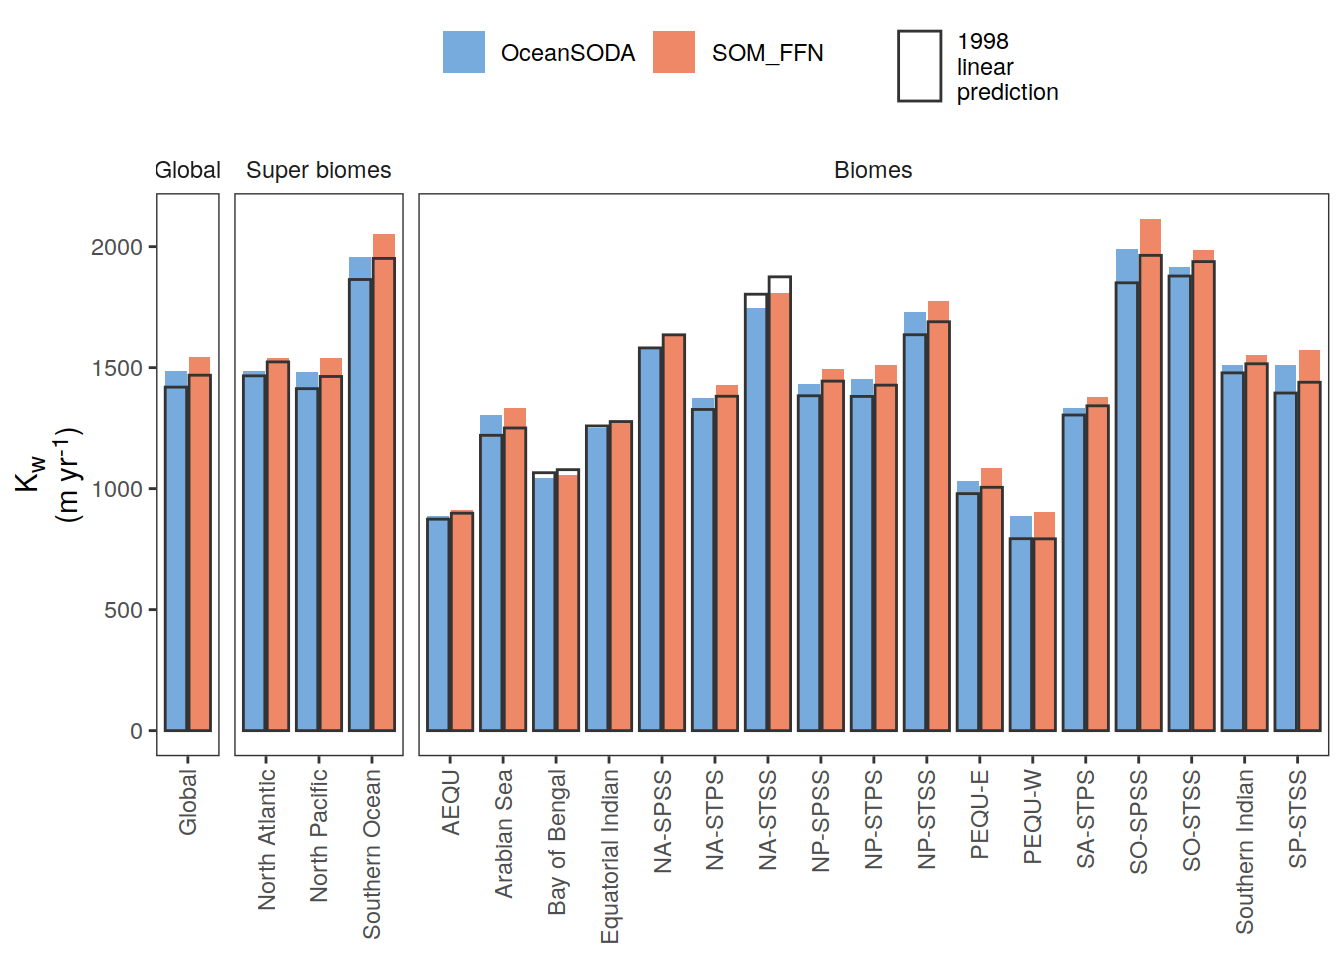 OceanSODA
SOM_FFN
1998
linear
prediction
Global
Super biomes
Biomes
K_w
(m yr⁻¹)
2000
1500
1000
500
0
Global
North Atlantic
North Pacific
Southern Ocean
AEQU
Arabian Sea
Bay of Bengal
Equatorial Indian
NA-SPSS
NA-STPS
NA-STSS
NP-SPSS
NP-STPS
NP-STSS
PEQU-E
PEQU-W
SA-STPS
SO-SPSS
SO-STSS
Southern Indian
SP-STSS